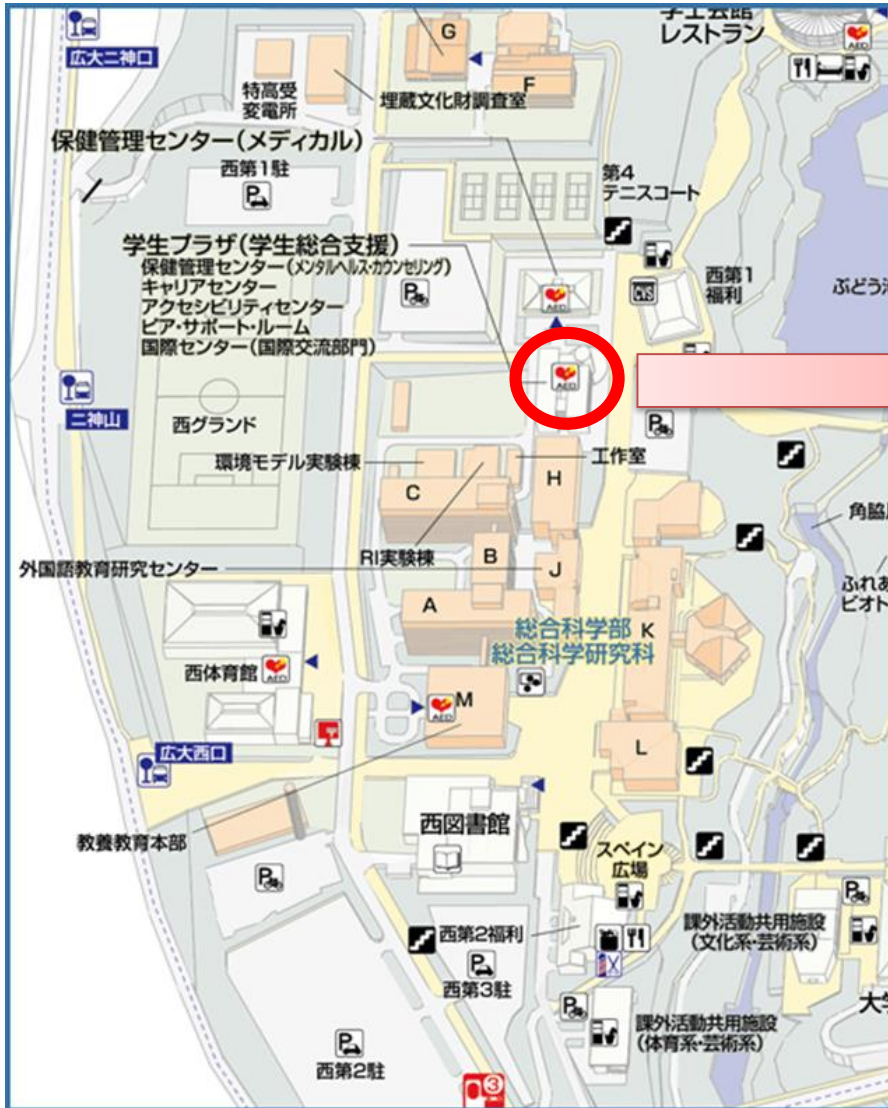 学士会館
レストラン
AED
広大二神口
G
F
特高受
変電所
埋蔵文化財調査室
保健管理センター(メディカル)
西第1駐
P
第4
テニスコート
学生プラザ(学生総合支援)
保健管理センター(メンタルヘルス・カウンセリング)
キャリアセンター
アクセシビリティセンター
ピア・サポート・ルーム
国際センター(国際交流部門)
P
AED
CVS
西第1
福利
ぶどう
AED
二神山
西グランド
P
環境モデル実験棟
工作室
C
H
角脇
RI実験棟
B
J
外国語教育研究センター
ふれあ
ビオト
A
総合科学部
総合科学研究科
K
西体育館
AED
M
AED
L
広大西口
教養教育本部
西図書館
スペイン
広場
P
西第2福利
課外活動共用施設
(文化系・芸術系)
P
P
西第3駐
P
大学
課外活動共用施設
(体育系・芸術系)
P
西第2駐
3